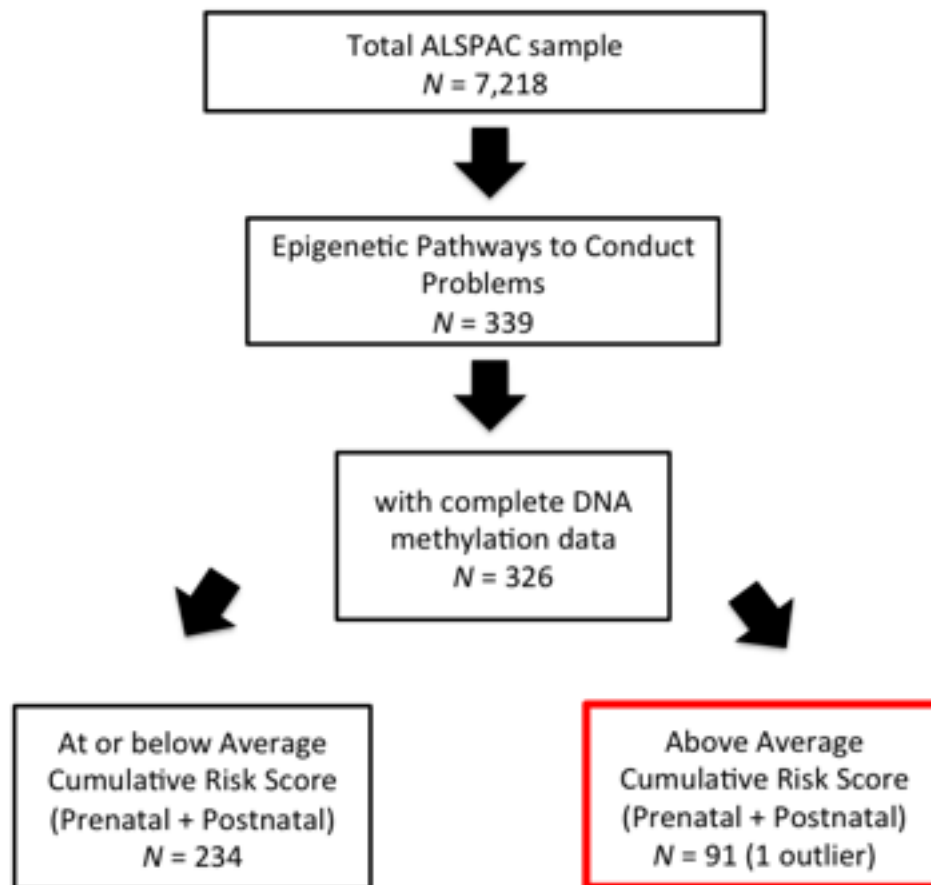 Total ALSPAC sample
N = 7,218
Epigenetic Pathways to Conduct
Problems
N = 339
with complete DNA
methylation data
N = 326
At or below Average
Cumulative Risk Score
(Prenatal + Postnatal)
N = 234
Above Average
Cumulative Risk Score
(Prenatal + Postnatal)
N = 91 (1 outlier)